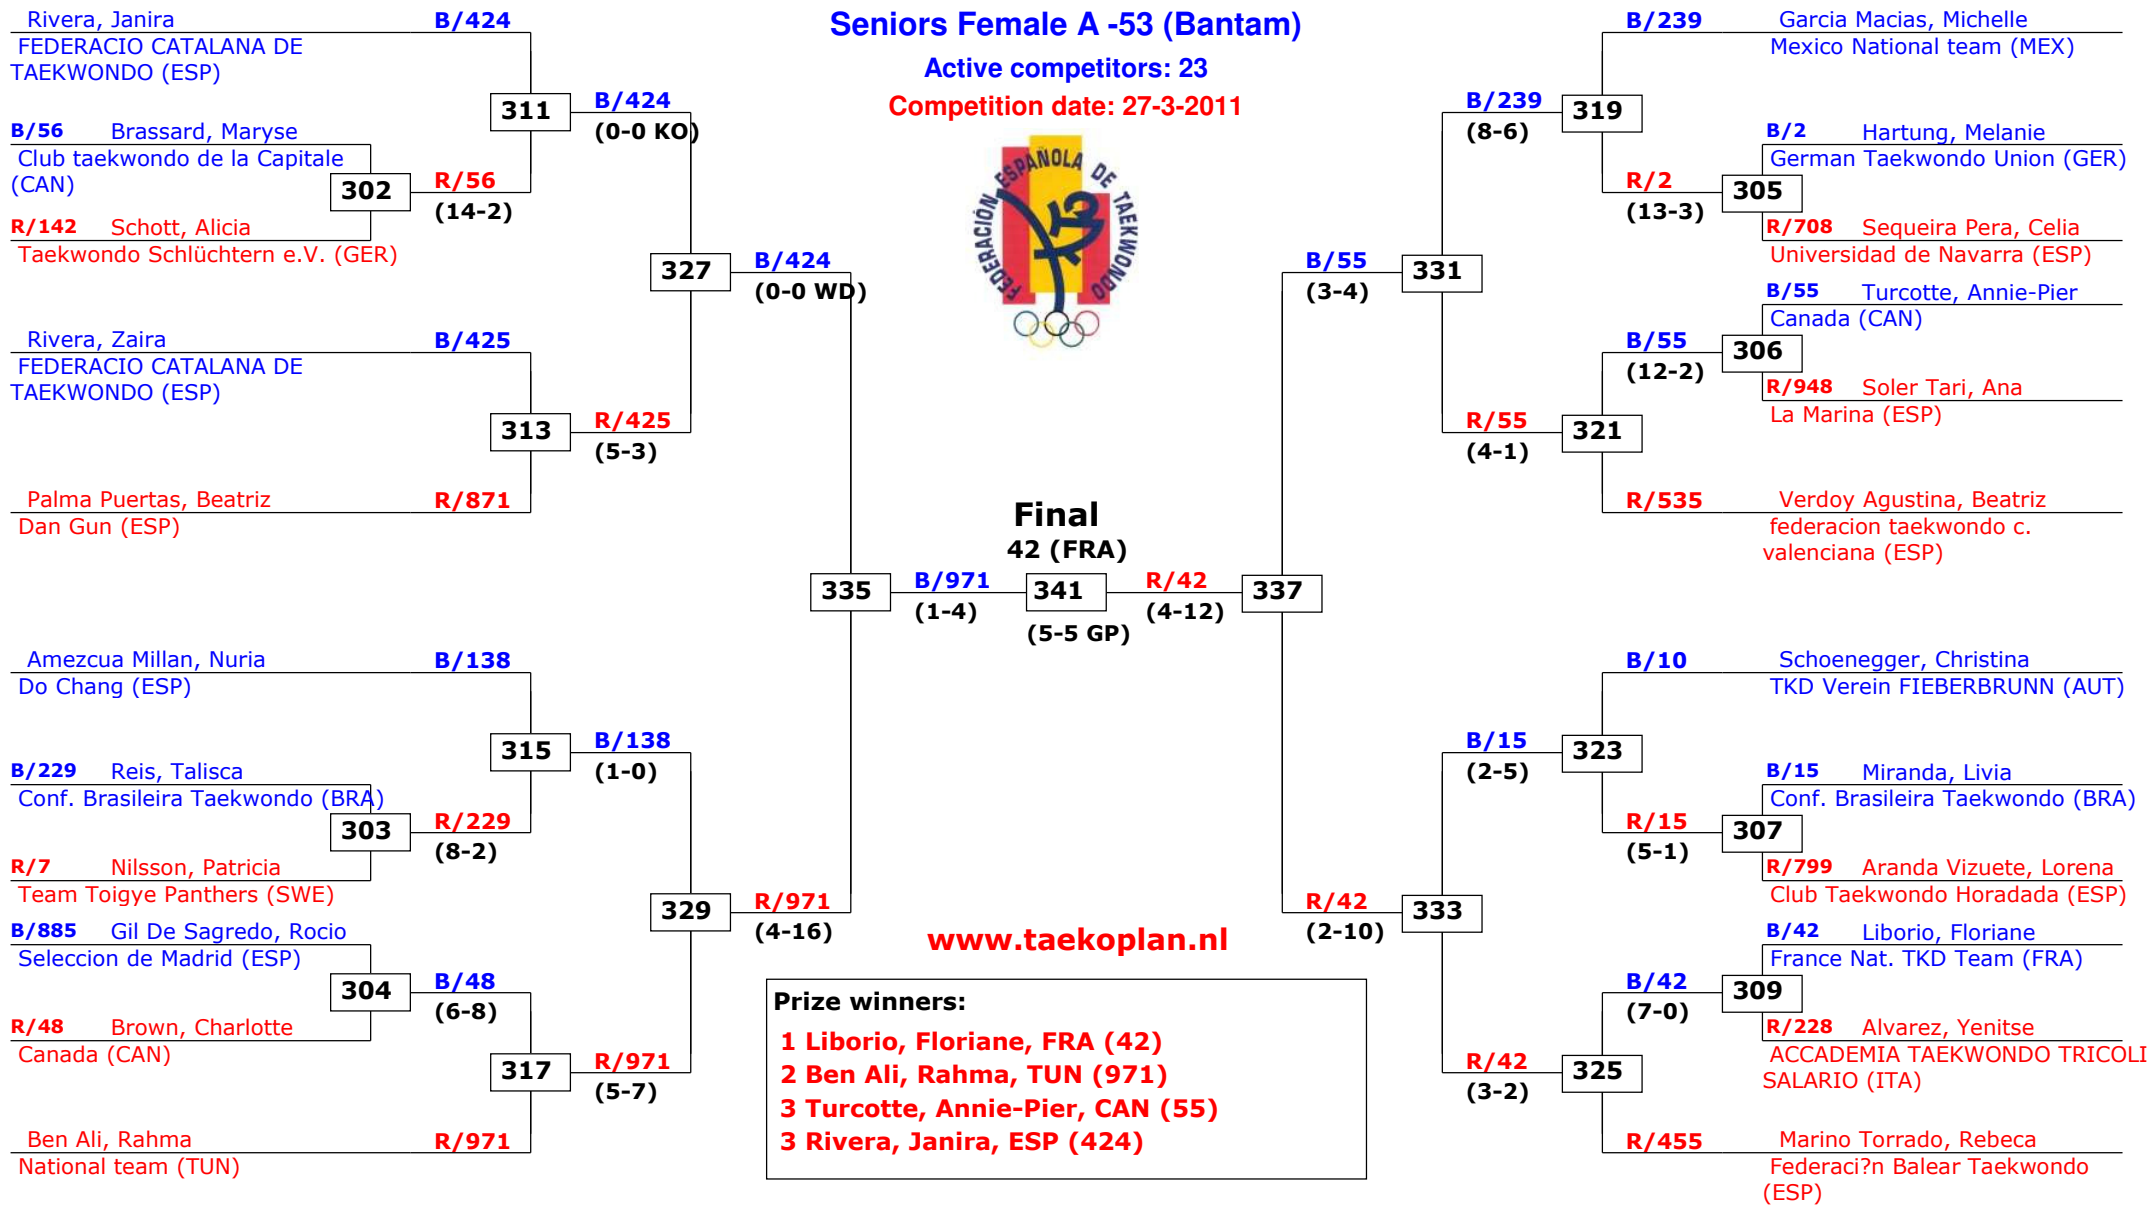 Seniors Female A -53 (Bantam)
Active competitors: 23
Competition date: 27-3-2011
FEDERACIÓN ESPAÑOLA DE TAEKWONDO
Rivera, Janira B/424
FEDERACIO CATALANA DE
TAEKWONDO (ESP)
311
B/424
(0-0 KO)
B/56 Brassard, Maryse
Club taekwondo de la Capitale
(CAN)
302
R/56
(14-2)
R/142 Schott, Alicia
Taekwondo Schlüchtern e.V. (GER)
327
B/424
(0-0 WD)
Rivera, Zaira B/425
FEDERACIO CATALANA DE
TAEKWONDO (ESP)
313
R/425
(5-3)
Palma Puertas, Beatriz R/871
Dan Gun (ESP)
335
B/971
(1-4)
Amezcua Millan, Nuria B/138
Do Chang (ESP)
315
B/138
(1-0)
B/229 Reis, Talisca
Conf. Brasileira Taekwondo (BRA)
303
R/229
(8-2)
R/7 Nilsson, Patricia
Team Toigye Panthers (SWE)
329
R/971
(4-16)
B/885 Gil De Sagredo, Rocio
Seleccion de Madrid (ESP)
304
B/48
(6-8)
R/48 Brown, Charlotte
Canada (CAN)
317
R/971
(5-7)
Ben Ali, Rahma R/971
National team (TUN)
Final
42 (FRA)
341
(5-5 GP)
R/42
(4-12)
337
B/239 Garcia Macias, Michelle
Mexico National team (MEX)
B/239
(8-6)
319
B/2 Hartung, Melanie
German Taekwondo Union (GER)
R/2
(13-3)
305
R/708 Sequeira Pera, Celia
Universidad de Navarra (ESP)
B/55
(3-4)
331
B/55 Turcotte, Annie-Pier
Canada (CAN)
B/55
(12-2)
306
R/948 Soler Tari, Ana
La Marina (ESP)
R/55
(4-1)
321
R/535 Verdoy Agustina, Beatriz
federacion taekwondo c.
valenciana (ESP)
B/10 Schoenegger, Christina
TKD Verein FIEBERBRUNN (AUT)
B/15
(2-5)
323
B/15 Miranda, Livia
Conf. Brasileira Taekwondo (BRA)
R/15
(5-1)
307
R/799 Aranda Vizuete, Lorena
Club Taekwondo Horadada (ESP)
R/42
(2-10)
333
B/42 Liborio, Floriane
France Nat. TKD Team (FRA)
B/42
(7-0)
309
R/228 Alvarez, Yenitse
ACCADEMIA TAEKWONDO TRICOLI
SALARIO (ITA)
R/42
(3-2)
325
R/455 Marino Torrado, Rebeca
Federaci?n Balear Taekwondo
(ESP)
www.taekoplan.nl
Prize winners:
1 Liborio, Floriane, FRA (42)
2 Ben Ali, Rahma, TUN (971)
3 Turcotte, Annie-Pier, CAN (55)
3 Rivera, Janira, ESP (424)